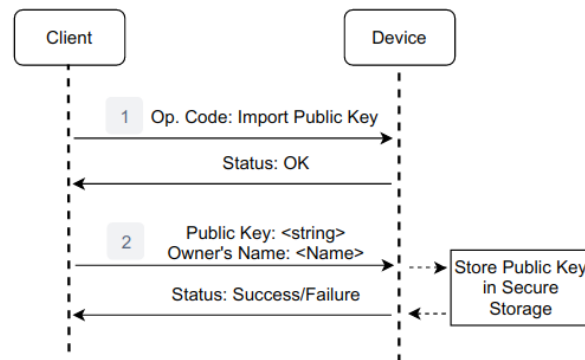 Client
Device
1
Op. Code: Import Public Key
Status: OK
2
Public Key: <string>
Owner's Name: <Name>
Store Public Key
in Secure
Storage
Status: Success/Failure